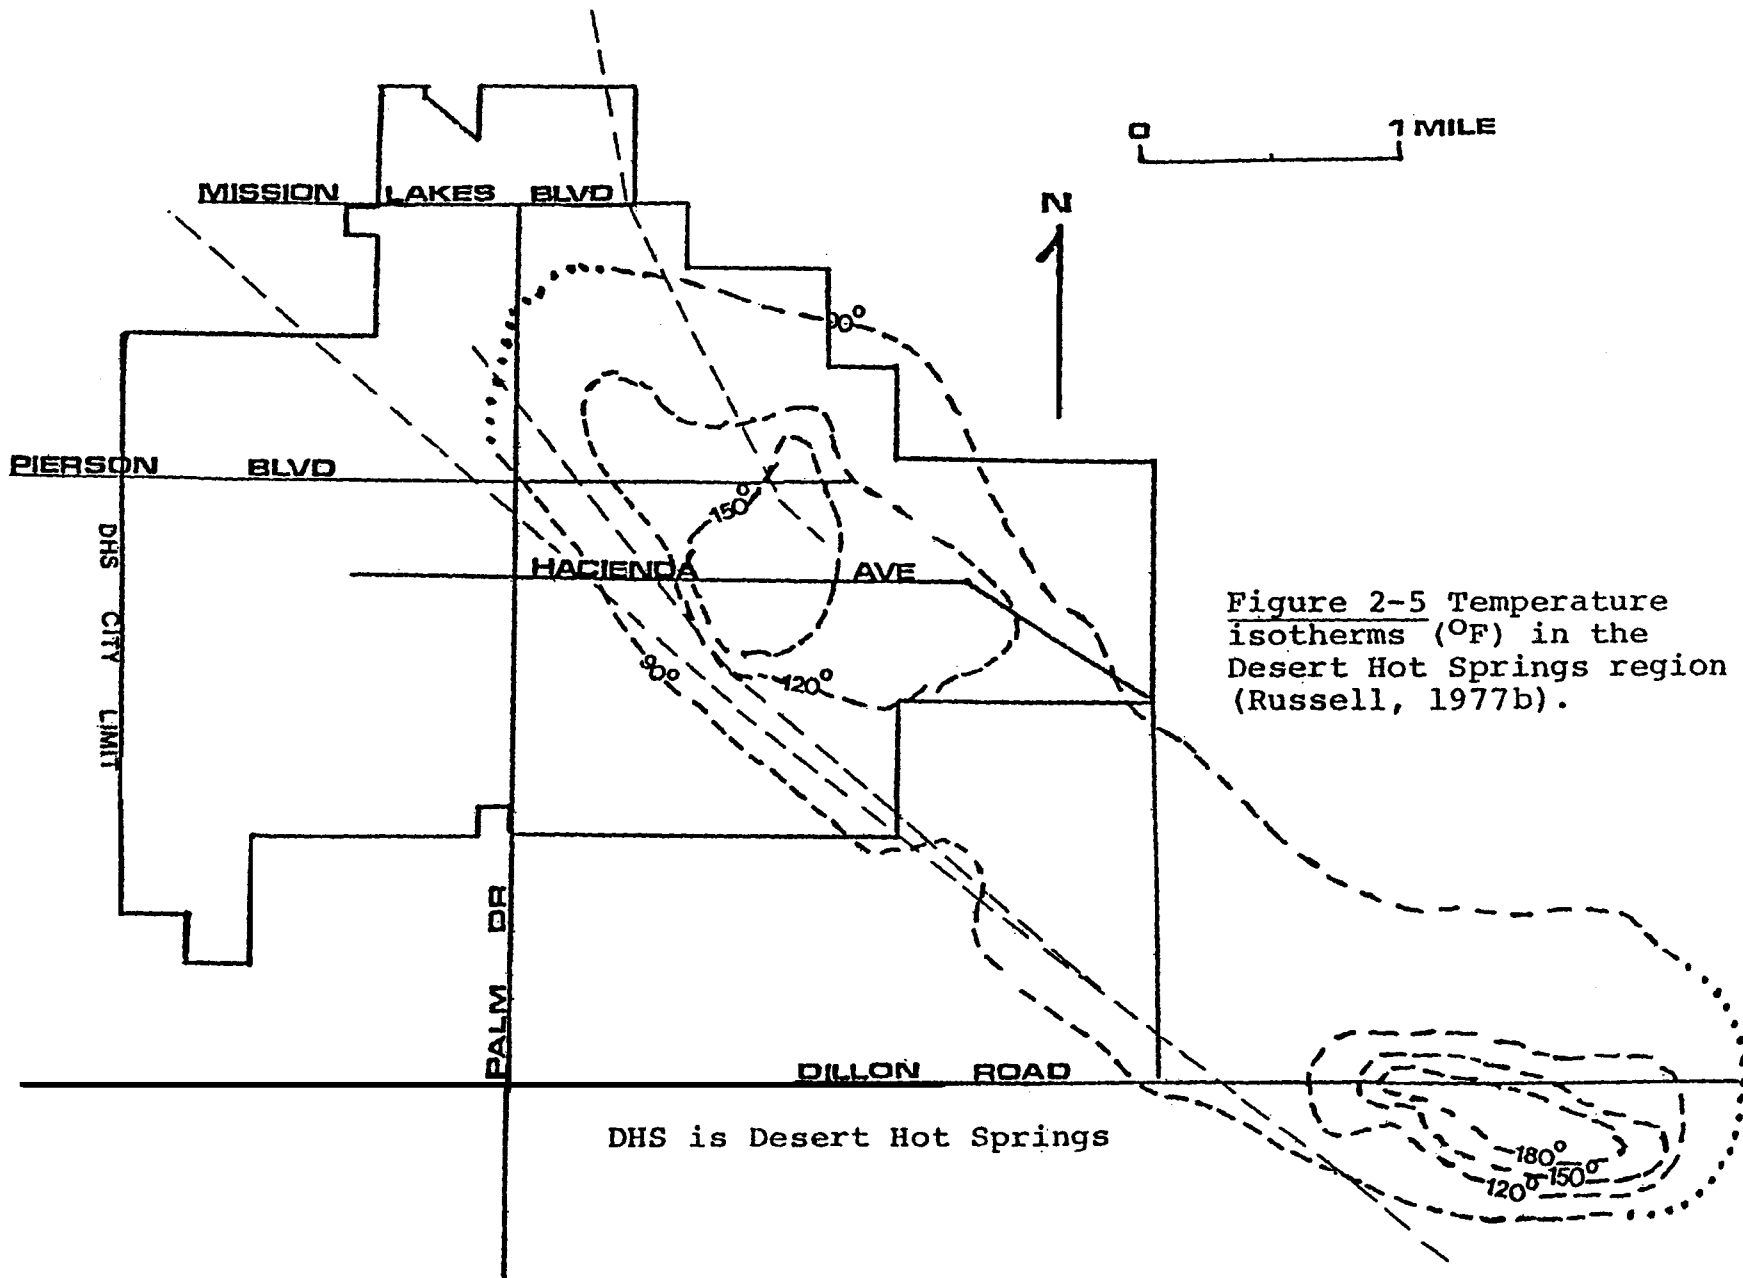 0 1 MILE
MISSION LAKES BLVD
N
90°
PIERSON BLVD
150°
DHS CITY LIMIT
HACIENDA AVE
Figure 2-5 Temperature
isotherms (°F) in the
Desert Hot Springs region
(Russell, 1977b).
90°
120°
PALM DR
DILLON ROAD
DHS is Desert Hot Springs
180°
150°
120°